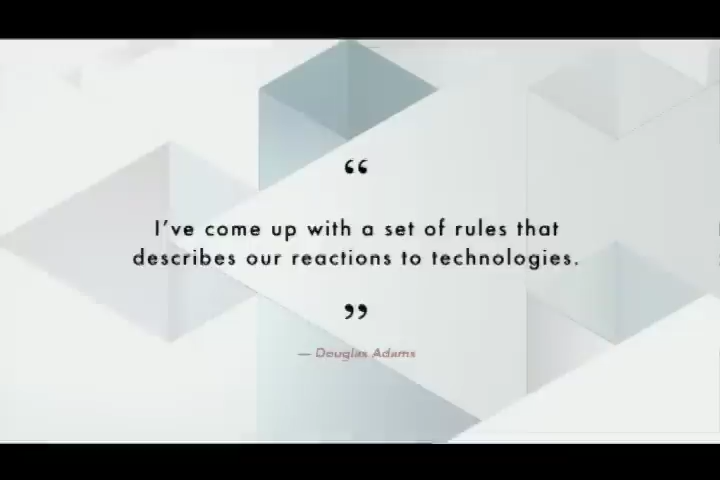 “
I’ve come up with a set of rules that
describes our reactions to technologies.
”
— Douglas Adams